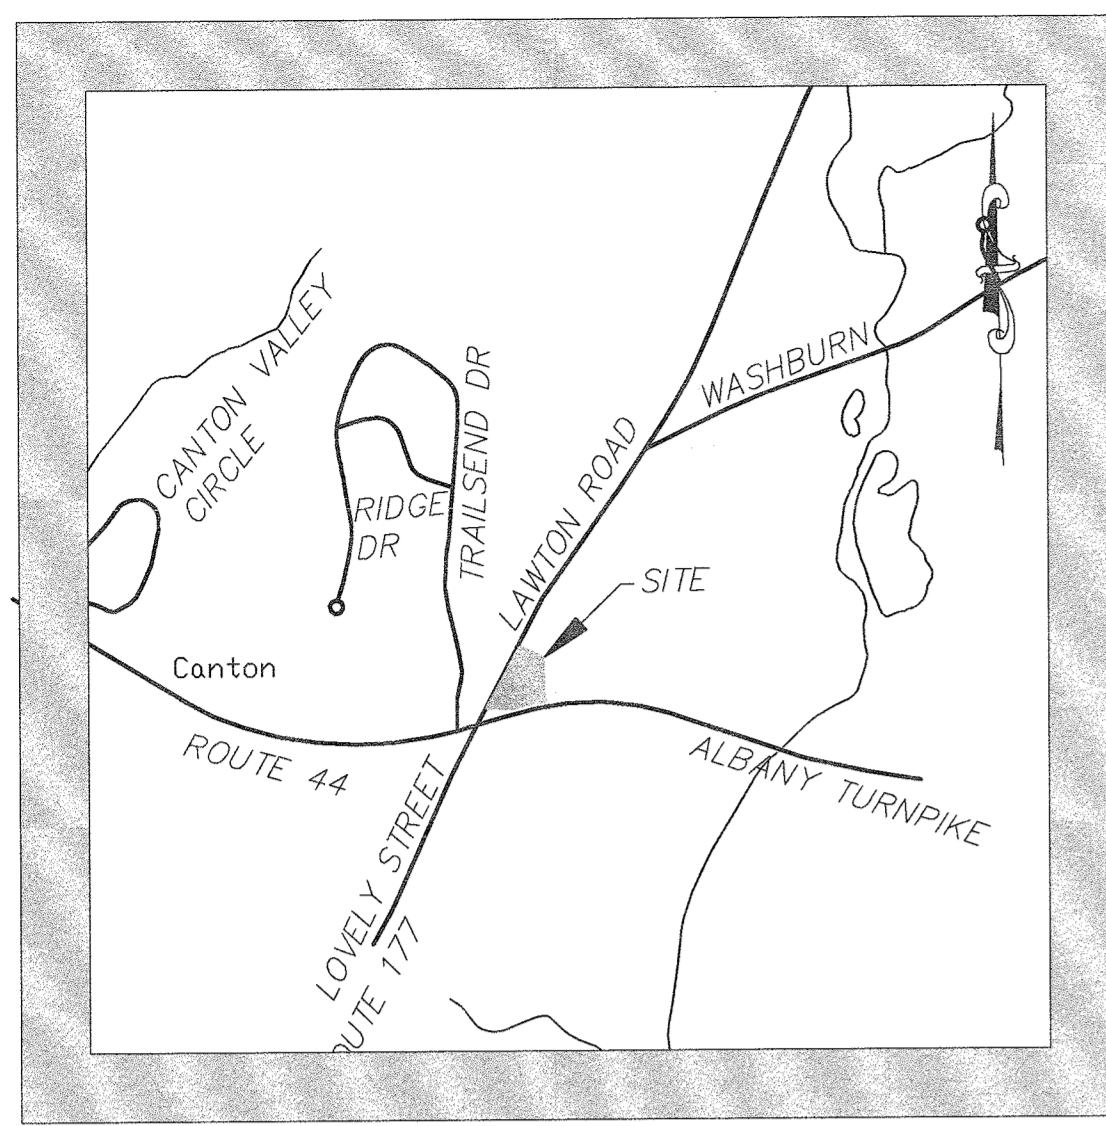 WASHBURN
CANTON VALLEY
CIRCLE
TRAILSEND DR
RIDGE
DR
LAWTON ROAD
SITE
Canton
ROUTE 44
ALBANY TURNPIKE
LOVELY STREET
OUTE 177